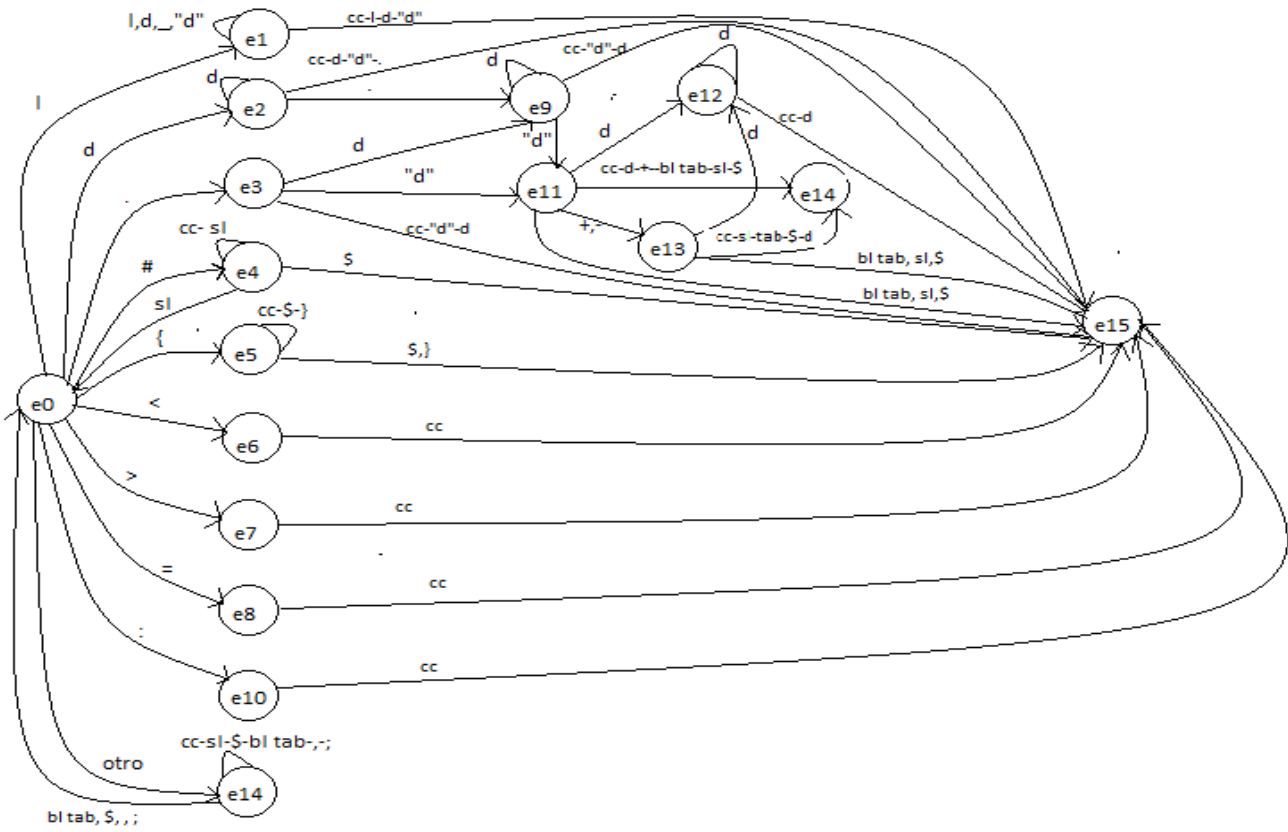 l,d,_,"d"
cc-l-d-"d"
e1
cc-d-"d"-.
cc-"d"-d
l
d
d
e2
.
e9
.
e12
cc-d
d
d
"d"
d
d
"d"
cc-d-+--bl tab-sl-$
e3
e11
e14
.
+,-
cc-"d"-d
e13
cc-sl-tab-$-d
cc- sl
#
e4
$
bl tab, sl,$
sl
bl tab, sl,$
cc-$-}
{
e5
$,}
e15
e0
<
e6
cc
>
e7
cc
=
e8
cc
:
e10
cc
cc-sl-$-bl tab-,-;
otro
e14
bl tab, $, , ;